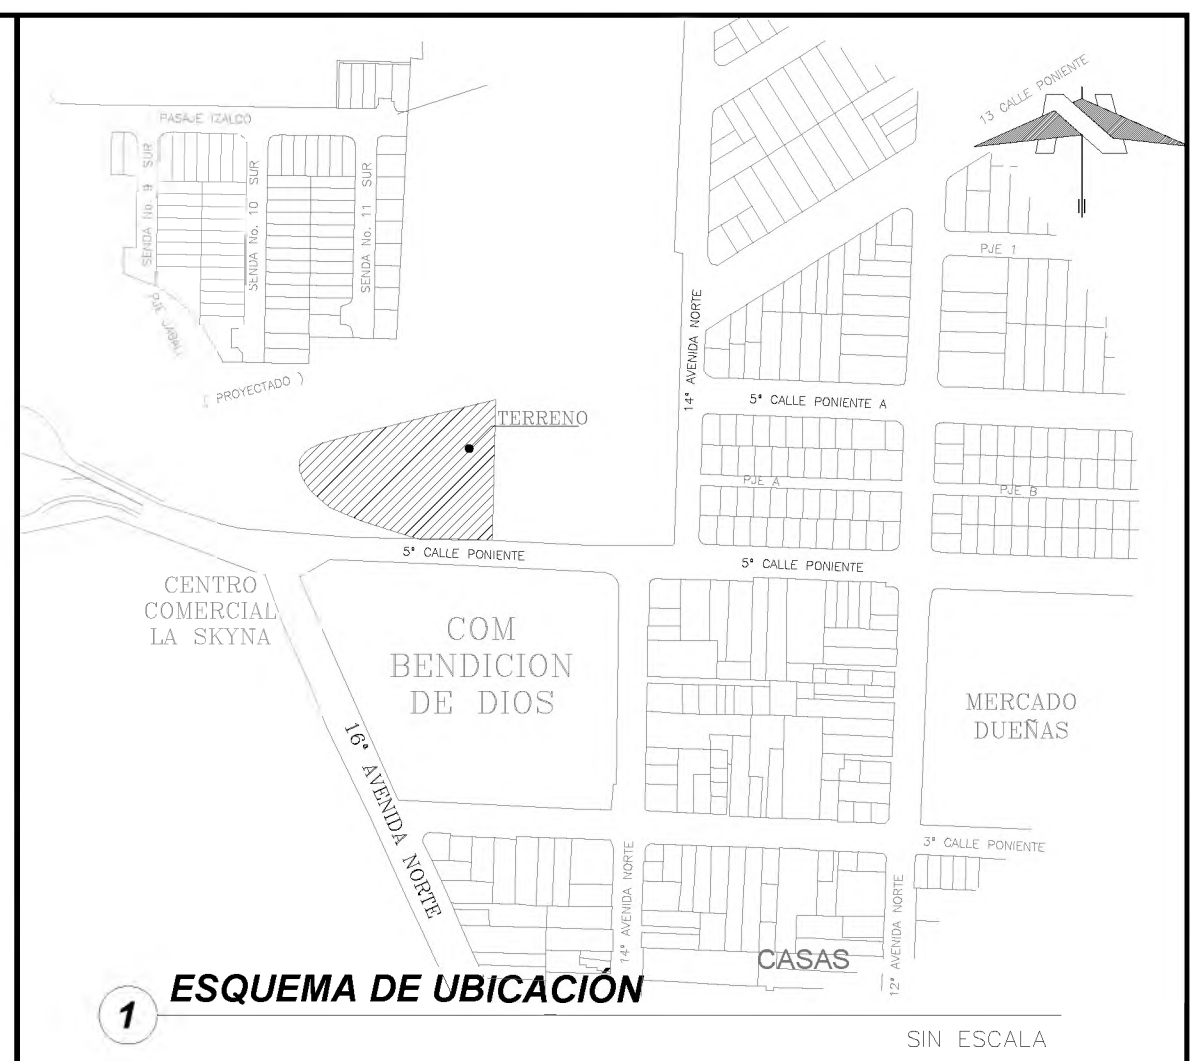 13 CALLE PONIENTE
PASAJE IZALCO
SENDA No. 9 SUR
SENDA No. 10 SUR
SENDA No. 11 SUR
PJE JABALI
( PROYECTADO )
PJE 1
14ª AVENIDA NORTE
5ª CALLE PONIENTE A
TERRENO
PJE A
PJE B
5ª CALLE PONIENTE
5ª CALLE PONIENTE
CENTRO
COMERCIAL
LA SKYNA
COM
BENDICION
DE DIOS
MERCADO
DUEÑAS
16ª AVENIDA NORTE
3ª CALLE PONIENTE
14ª AVENIDA NORTE
12ª AVENIDA NORTE
CASAS
1
ESQUEMA DE UBICACIÓN
SIN ESCALA